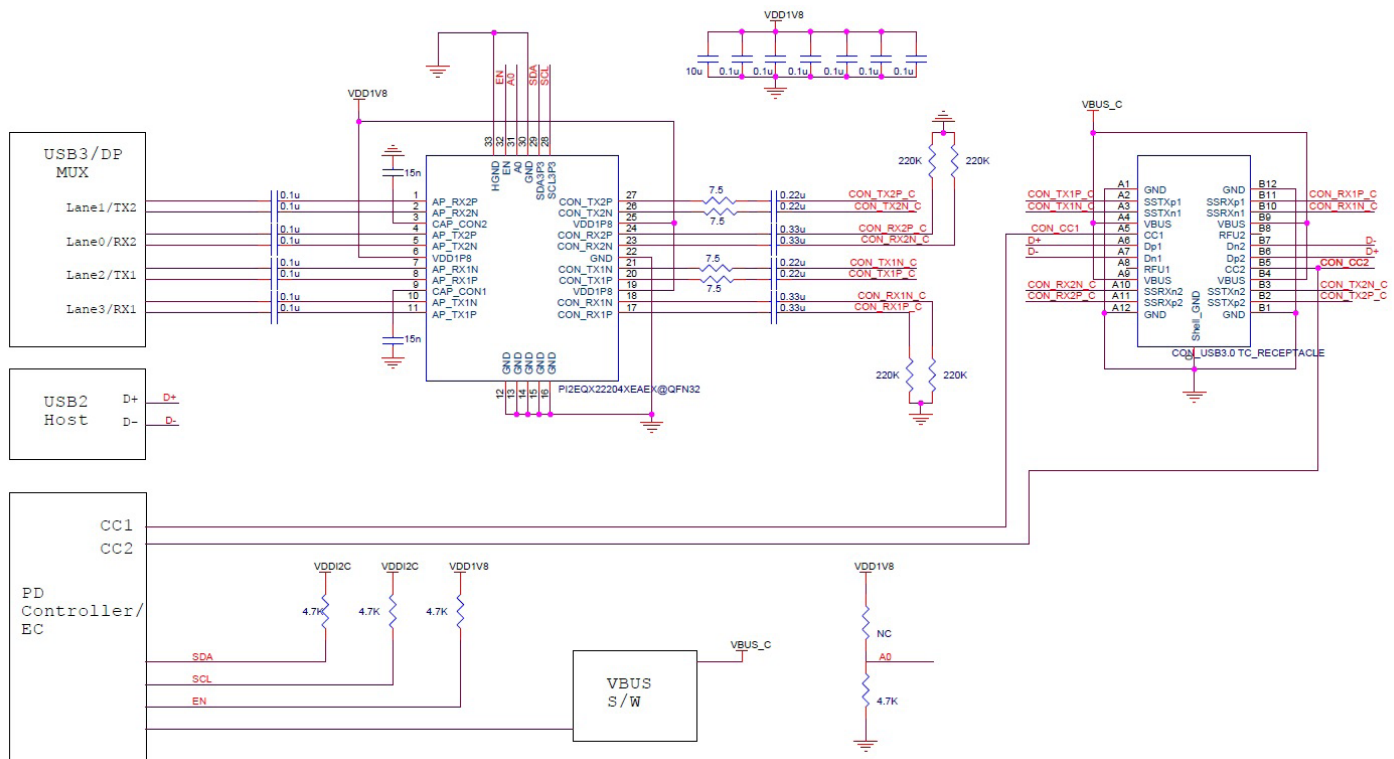 VDD1V8
10u 0.1u 0.1u 0.1u 0.1u 0.1u 0.1u
EN A0 SDA SCL
VDD1V8
VBUS_C
33 32 31 30 29 28
HGND EN A0 GND SDA3P3 SCL3P3
USB3/DP
MUX
Lane1/TX2
Lane0/RX2
Lane2/TX1
Lane3/RX1
15n
0.1u
0.1u
0.1u
0.1u
0.1u
0.1u
0.1u
0.1u
15n
1 AP_RX2P
2 AP_RX2N
3 CAP_CON2
4 AP_TX2P
5 AP_TX2N
6 VDD1P8
7 AP_RX1N
8 AP_RX1P
9 CAP_CON1
10 AP_TX1N
11 AP_TX1P
CON_TX2P 27
CON_TX2N 26
VDD1P8 25
CON_RX2P 24
CON_RX2N 23
GND 22
CON_TX1N 21
CON_TX1P 20
VDD1P8 19
CON_RX1N 18
CON_RX1P 17
GND GND GND GND GND
12 13 14 15 16
PI2EQX22204XEAEX@QFN32
7.5
7.5
7.5
7.5
0.22u CON_TX2P_C
0.22u CON_TX2N_C
0.33u CON_RX2P_C
0.33u CON_RX2N_C
0.22u CON_TX1N_C
0.22u CON_TX1P_C
0.33u CON_RX1N_C
0.33u CON_RX1P_C
220K 220K
220K 220K
CON_TX1P_C
CON_TX1N_C
CON_CC1
D+
D-
CON_RX2N_C
CON_RX2P_C
A1 GND
A2 SSTXp1
A3 SSTXn1
A4 VBUS
A5 CC1
A6 Dp1
A7 Dn1
A8 RFU1
A9 VBUS
A10 SSRXn2
A11 SSRXp2
A12 GND
GND B12
SSRXp1 B11 CON_RX1P_C
SSRXn1 B10 CON_RX1N_C
VBUS B9
RFU2 B8
Dn2 B7 D-
Dp2 B6 D+
CC2 B5 CON_CC2
VBUS B4
SSTXn2 B3 CON_TX2N_C
SSTXp2 B2 CON_TX2P_C
GND B1
Shell_GND
CON_USB3.0 TC_RECEPTACLE
USB2
Host
D+ D+
D- D-
CC1
CC2
PD
Controller/
EC
VDDI2C VDDI2C VDD1V8
4.7K 4.7K 4.7K
SDA
SCL
EN
VBUS
S/W
VBUS_C
VDD1V8
NC
A0
4.7K